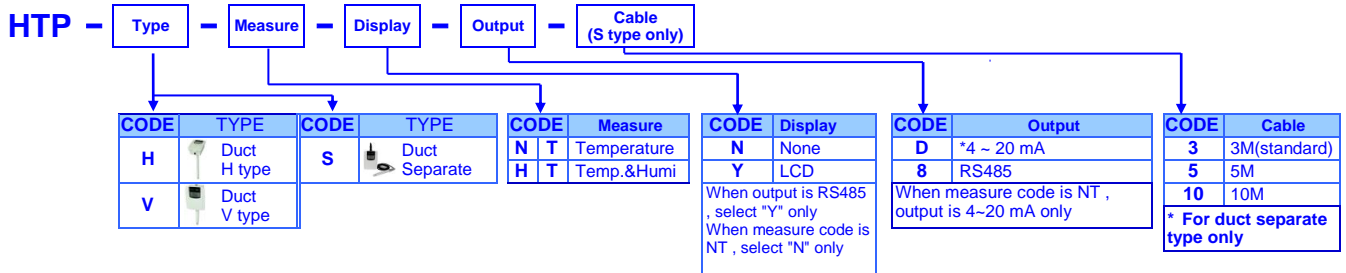 HTP – Type – Measure – Display – Output – Cable
(S type only)
CODE TYPE
H Duct
H type
V Duct
V type
CODE TYPE
S Duct
Separate
CODE Measure
N T Temperature
H T Temp.&Humi
CODE Display
N None
Y LCD
When output is RS485
, select "Y" only
When measure code is
NT , select "N" only
CODE Output
D *4 ~ 20 mA
8 RS485
When measure code is NT ,
output is 4~20 mA only
CODE Cable
3 3M(standard)
5 5M
10 10M
* For duct separate
type only